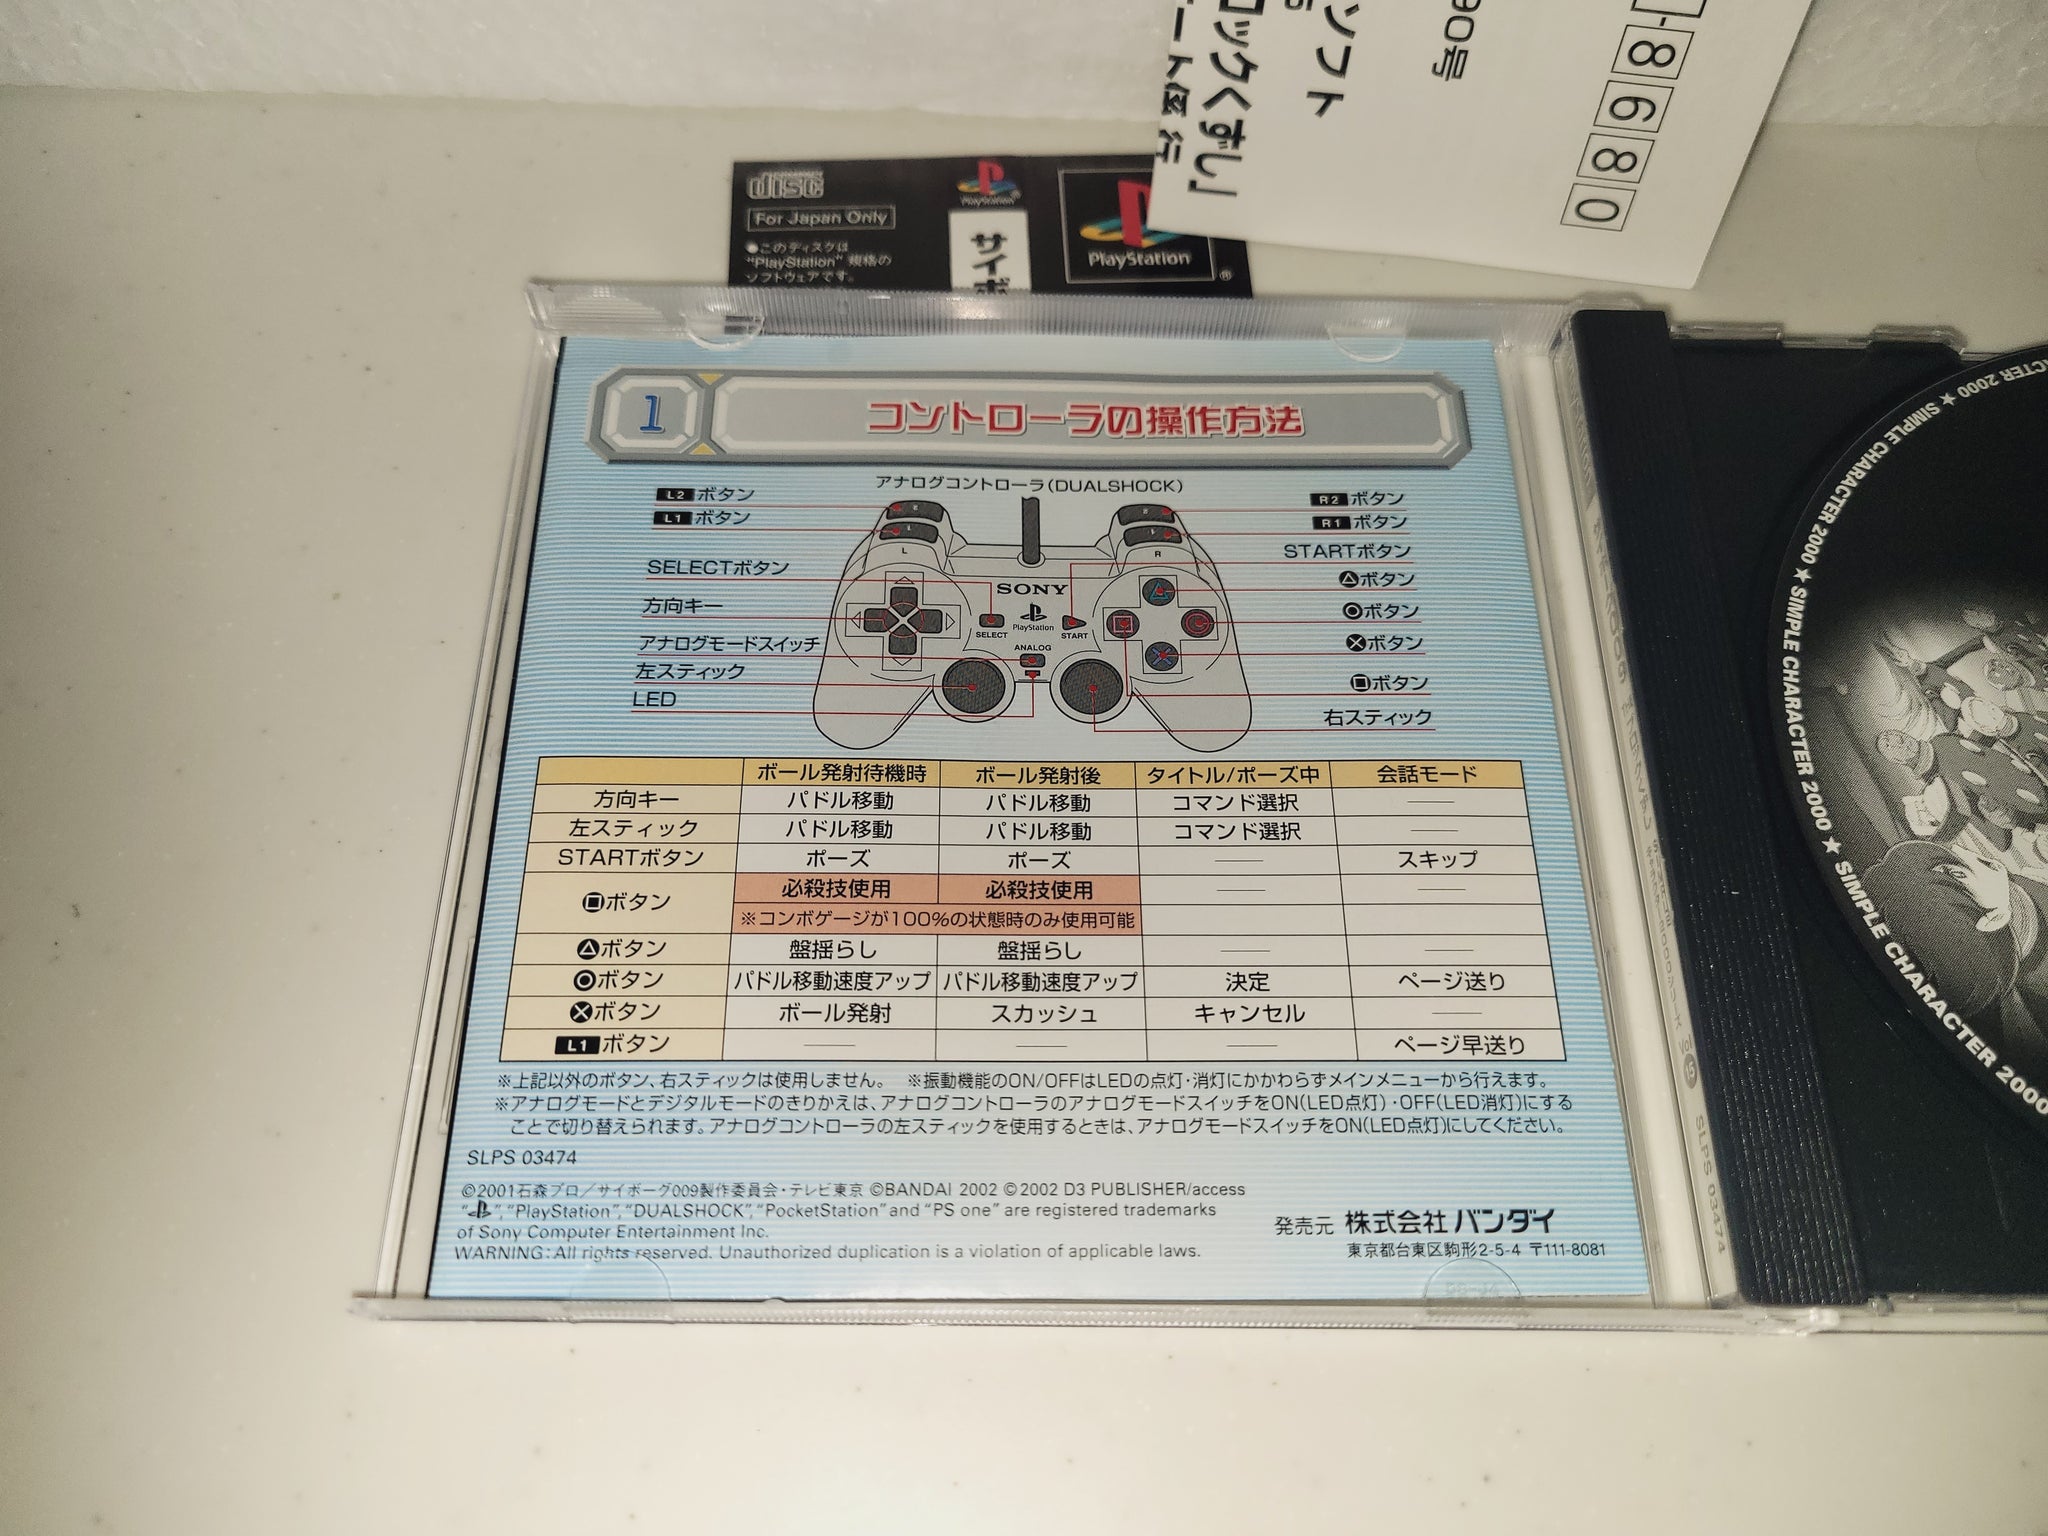 -8680
90号
ンソフト
ロックくずし」
ート係 行
disc
For Japan Only
●このディスクは
"PlayStation" 規格の
ソフトウェアです。
PlayStation
サイボ
PlayStation
1
コントローラの操作方法
アナログコントローラ(DUALSHOCK)
L2 ボタン
L1 ボタン
SELECTボタン
方向キー
アナログモードスイッチ
左スティック
LED
R2 ボタン
R1 ボタン
STARTボタン
△ボタン
○ボタン
×ボタン
□ボタン
右スティック
2
1
L
2
1
R
SONY
PlayStation
SELECT
START
ANALOG
ボール発射待機時 ボール発射後 タイトル/ポーズ中 会話モード
方向キー パドル移動 パドル移動 コマンド選択 ——
左スティック パドル移動 パドル移動 コマンド選択 ——
STARTボタン ポーズ ポーズ —— スキップ
□ボタン 必殺技使用 必殺技使用 —— ——
※コンボゲージが100%の状態時のみ使用可能
△ボタン 盤揺らし 盤揺らし —— ——
○ボタン パドル移動速度アップ パドル移動速度アップ 決定 ページ送り
×ボタン ボール発射 スカッシュ キャンセル ——
L1 ボタン —— —— —— ページ早送り
※上記以外のボタン、右スティックは使用しません。 ※振動機能のON/OFFはLEDの点灯・消灯にかかわらずメインメニューから行えます。
※アナログモードとデジタルモードのきりかえは、アナログコントローラのアナログモードスイッチをON(LED点灯)・OFF(LED消灯)にする
ことで切り替えられます。アナログコントローラの左スティックを使用するときは、アナログモードスイッチをON(LED点灯)にしてください。
SLPS 03474
©2001石森プロ/サイボーグ009製作委員会・テレビ東京 ©BANDAI 2002 ©2002 D3 PUBLISHER/access
"PS","PlayStation","DUALSHOCK","PocketStation" and "PS one" are registered trademarks
of Sony Computer Entertainment Inc.
WARNING: All rights reserved. Unauthorized duplication is a violation of applicable laws.
発売元 株式会社 バンダイ
東京都台東区駒形2-5-4 〒111-8081
Vol 15
SLPS 03474
ACTER 2000 ★ SIMPLE CHARACTER 2000 ★ SIMPLE CHARACTER 2000 ★ SIMPLE CHARACTER 2000